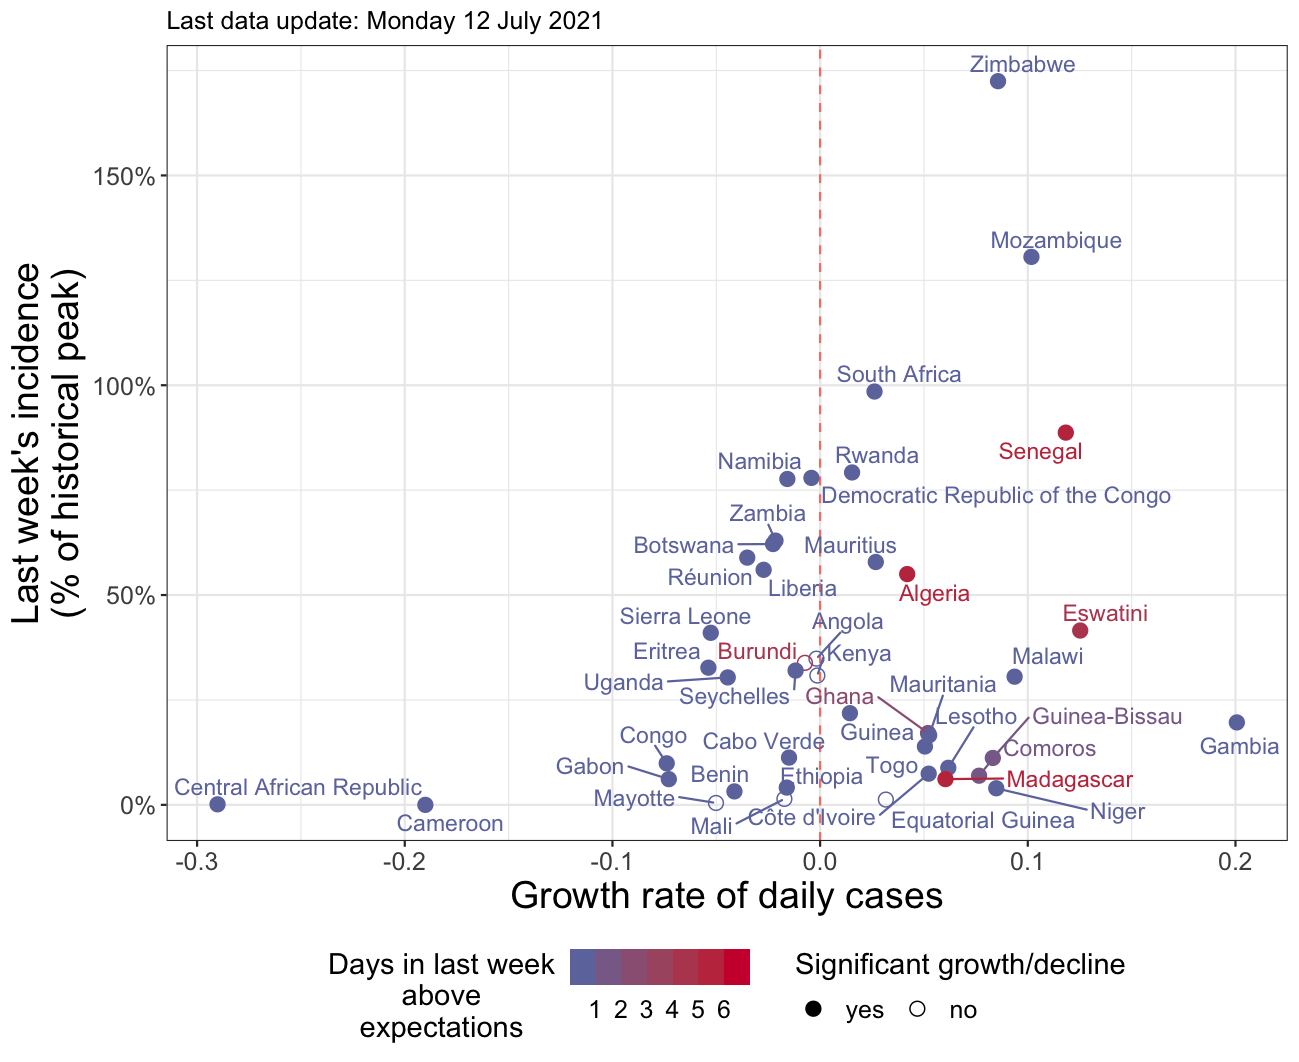 Last data update: Monday 12 July 2021
Last week's incidence
(% of historical peak)
150%
100%
50%
0%
Zimbabwe
Mozambique
South Africa
Senegal
Rwanda
Namibia
Democratic Republic of the Congo
Zambia
Botswana
Mauritius
Réunion
Liberia
Algeria
Sierra Leone
Angola
Eswatini
Eritrea
Burundi
Kenya
Malawi
Uganda
Seychelles
Ghana
Mauritania
Lesotho
Guinea-Bissau
Congo
Cabo Verde
Guinea
Comoros
Gambia
Gabon
Benin
Ethiopia
Togo
Madagascar
Central African Republic
Mayotte
Cameroon
Mali
Côte d'Ivoire
Equatorial Guinea
Niger
-0.3
-0.2
-0.1
0.0
0.1
0.2
Growth rate of daily cases
Days in last week
above
expectations
1 2 3 4 5 6
Significant growth/decline
yes
no